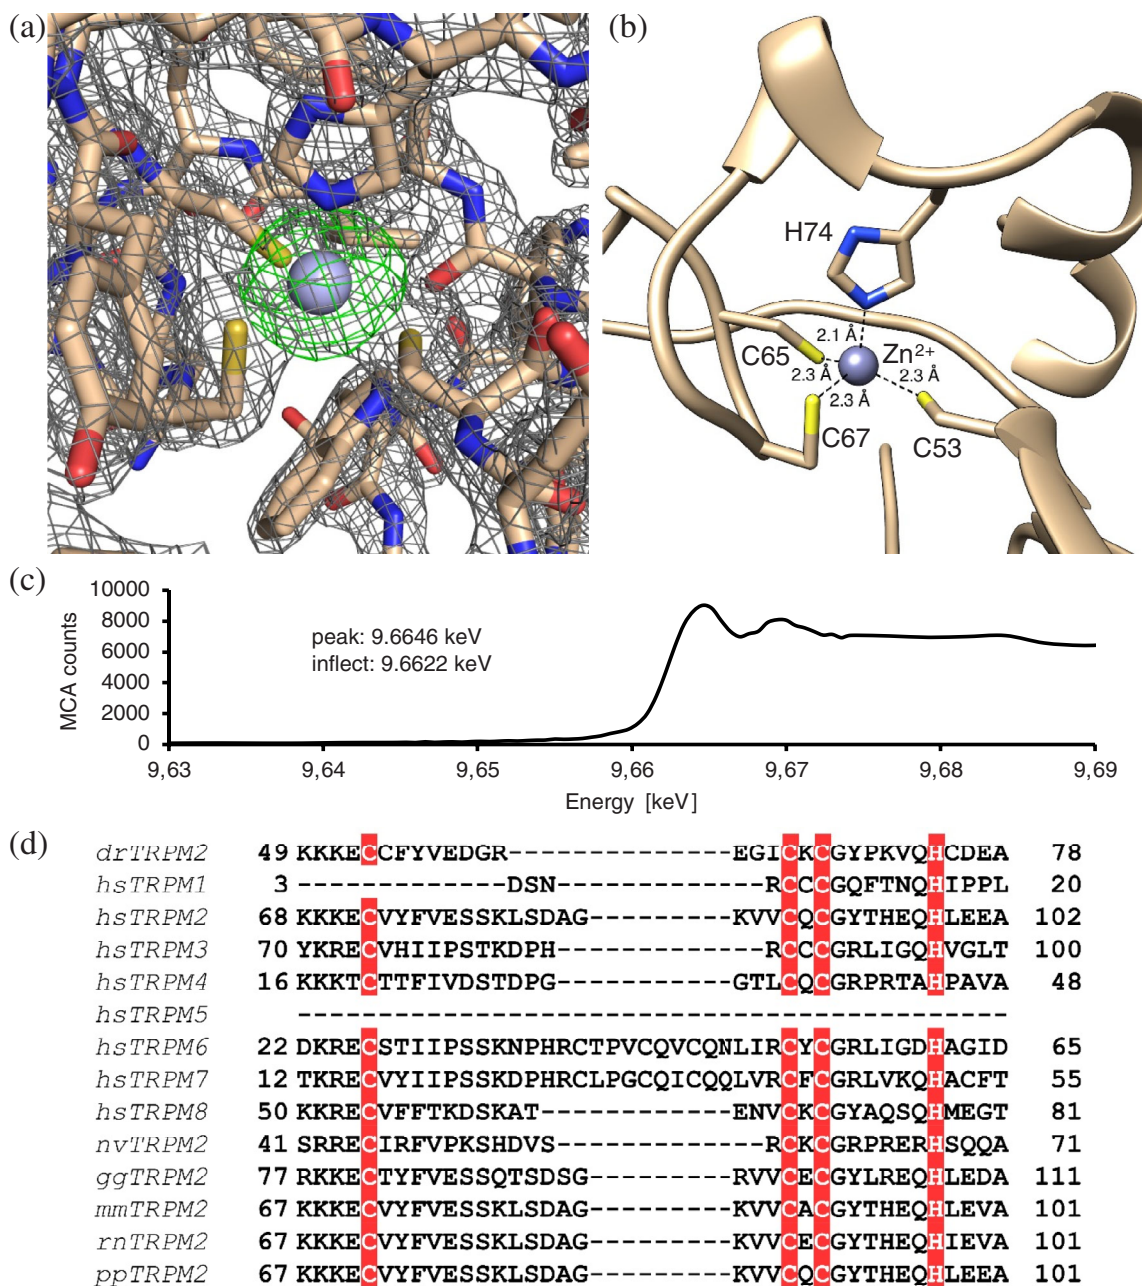 (a)
(b)
H74
2.1 Å
C65
Zn2+
2.3 Å
2.3 Å
2.3 Å
C67
C53
(c)
10000
8000
6000
4000
2000
0
MCA counts
peak: 9.6646 keV
inflect: 9.6622 keV
9,63
9,64
9,65
9,66
9,67
9,68
9,69
Energy [keV]
(d)
drTRPM2 49 KKKECCFYVEDGR--------------EGICKCGYPKVQHCDEA 78
hsTRPM1 3 -------------DSN-------------RCCCGQFTNQHIPPL 20
hsTRPM2 68 KKKECVYFVESSKLSDAG---------KVVCQCGYTHEQHLEEA 102
hsTRPM3 70 YKRECVHIIPSTKDPH-------------RCCCGRLIGQHVGLT 100
hsTRPM4 16 KKKTCTTFIVDSTDPG-----------GTLCQCGRPRTAHPAVA 48
hsTRPM5 --------------------------------------------
hsTRPM6 22 DKRECSTIIPSSKNPHRCTPVCQVCQNLIRCYCGRLIGDHAGID 65
hsTRPM7 12 TKRECVYIIPSSKDPHRCLPGCQICQQLVRCFCGRLVKQHACFT 55
hsTRPM8 50 KKRECVFFTKDSKAT------------ENVCKCGYAQSQHMEGT 81
nvTRPM2 41 SRRECIRFVPKSHDVS-------------RCKCGRPRERHSQQA 71
ggTRPM2 77 RKKECTYFVESSQTSDSG---------RVVCECGYLREQHLEDA 111
mmTRPM2 67 KKKECVYFVESSKLSDAG---------KVVCACGYTHEQHLEVA 101
rnTRPM2 67 KKKECVYFVESSKLSDAG---------KVVCECGYTHEQHIEVA 101
ppTRPM2 67 KKKECVYFVESSKLSDAG---------KVVCQCGYTHEQHLEEA 101